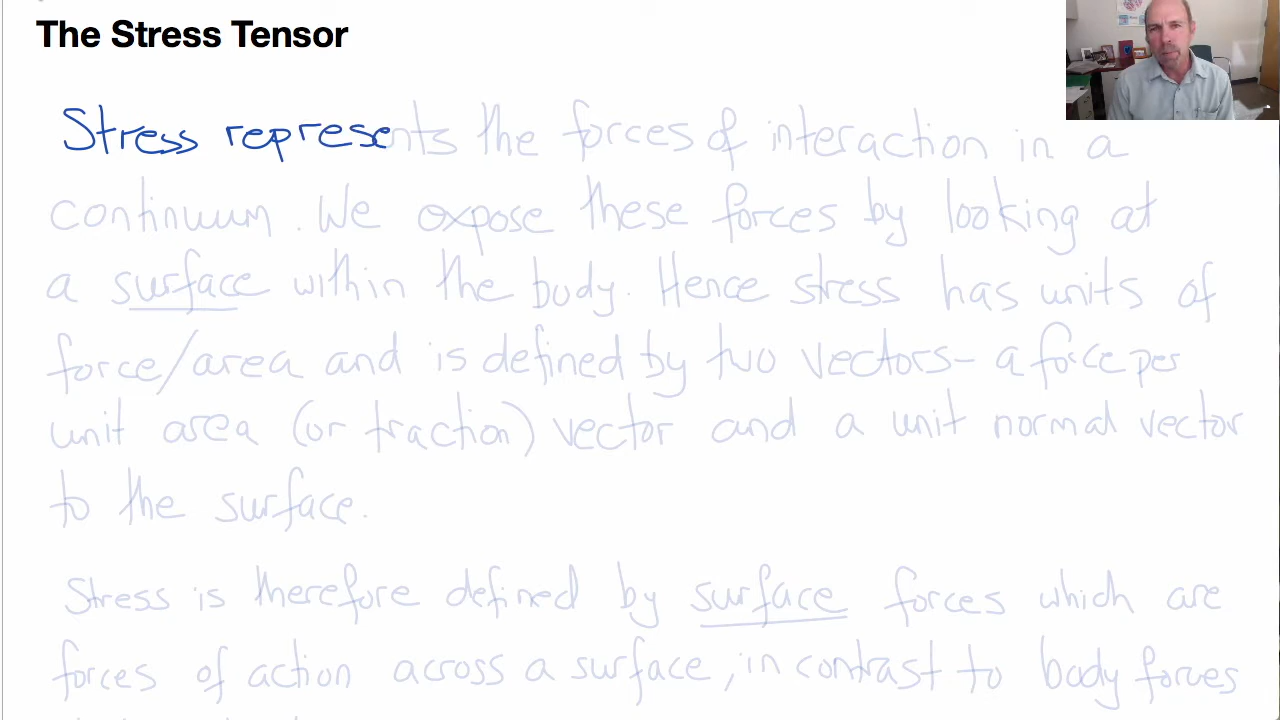 The Stress Tensor
Stress represents the forces of interaction in a
continuum. We expose these forces by looking at
a surface within the body. Hence stress has units of
force/area and is defined by two vectors- a force per
unit area (or traction) vector and a unit normal vector
to the surface.
Stress is therefore defined by surface forces which are
forces of action across a surface, in contrast to body forces